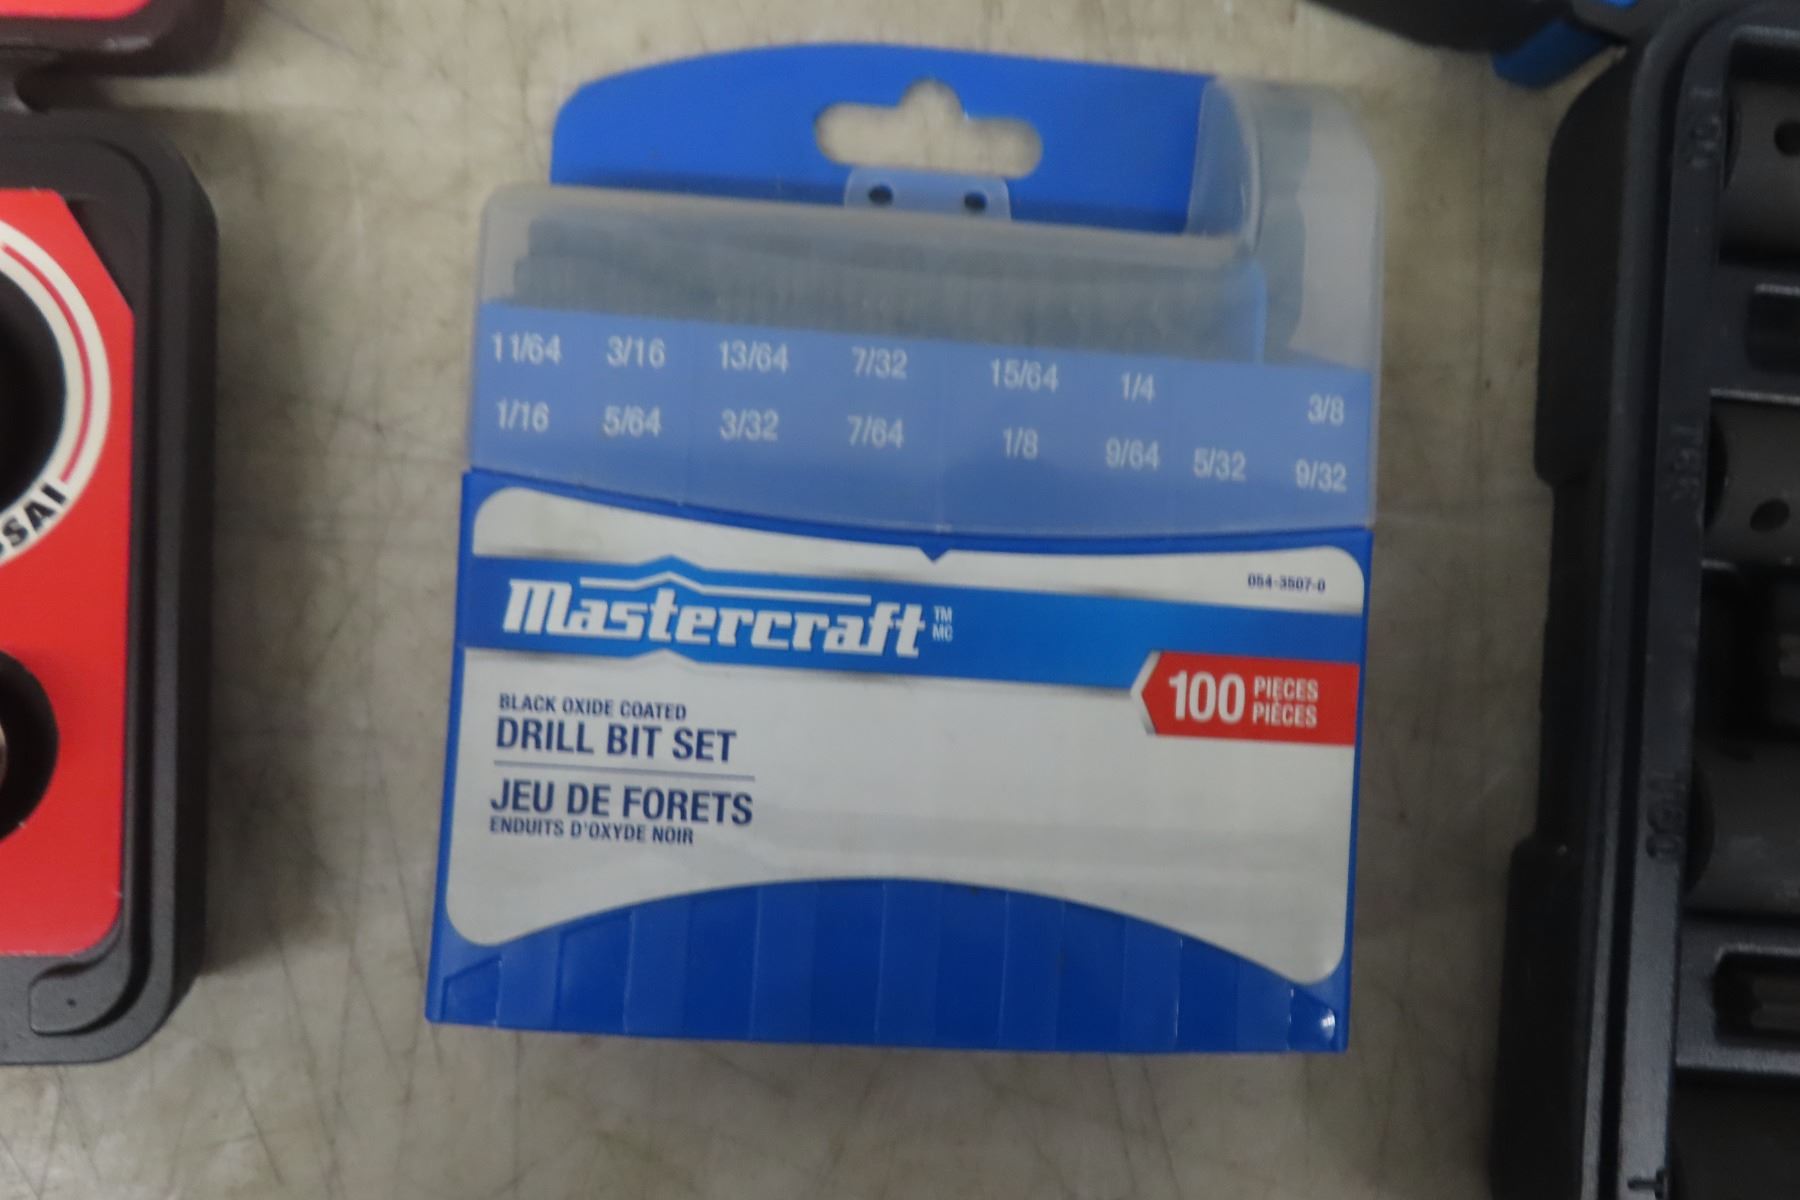 11/64 3/16 13/64 7/32 15/64 1/4 3/8
1/16 5/64 3/32 7/64 1/8 9/64 5/32 9/32
054-3507-0
Mastercraft TM MC
100 PIECES PIÈCES
BLACK OXIDE COATED
DRILL BIT SET
JEU DE FORETS
ENDUITS D'OXYDE NOIR